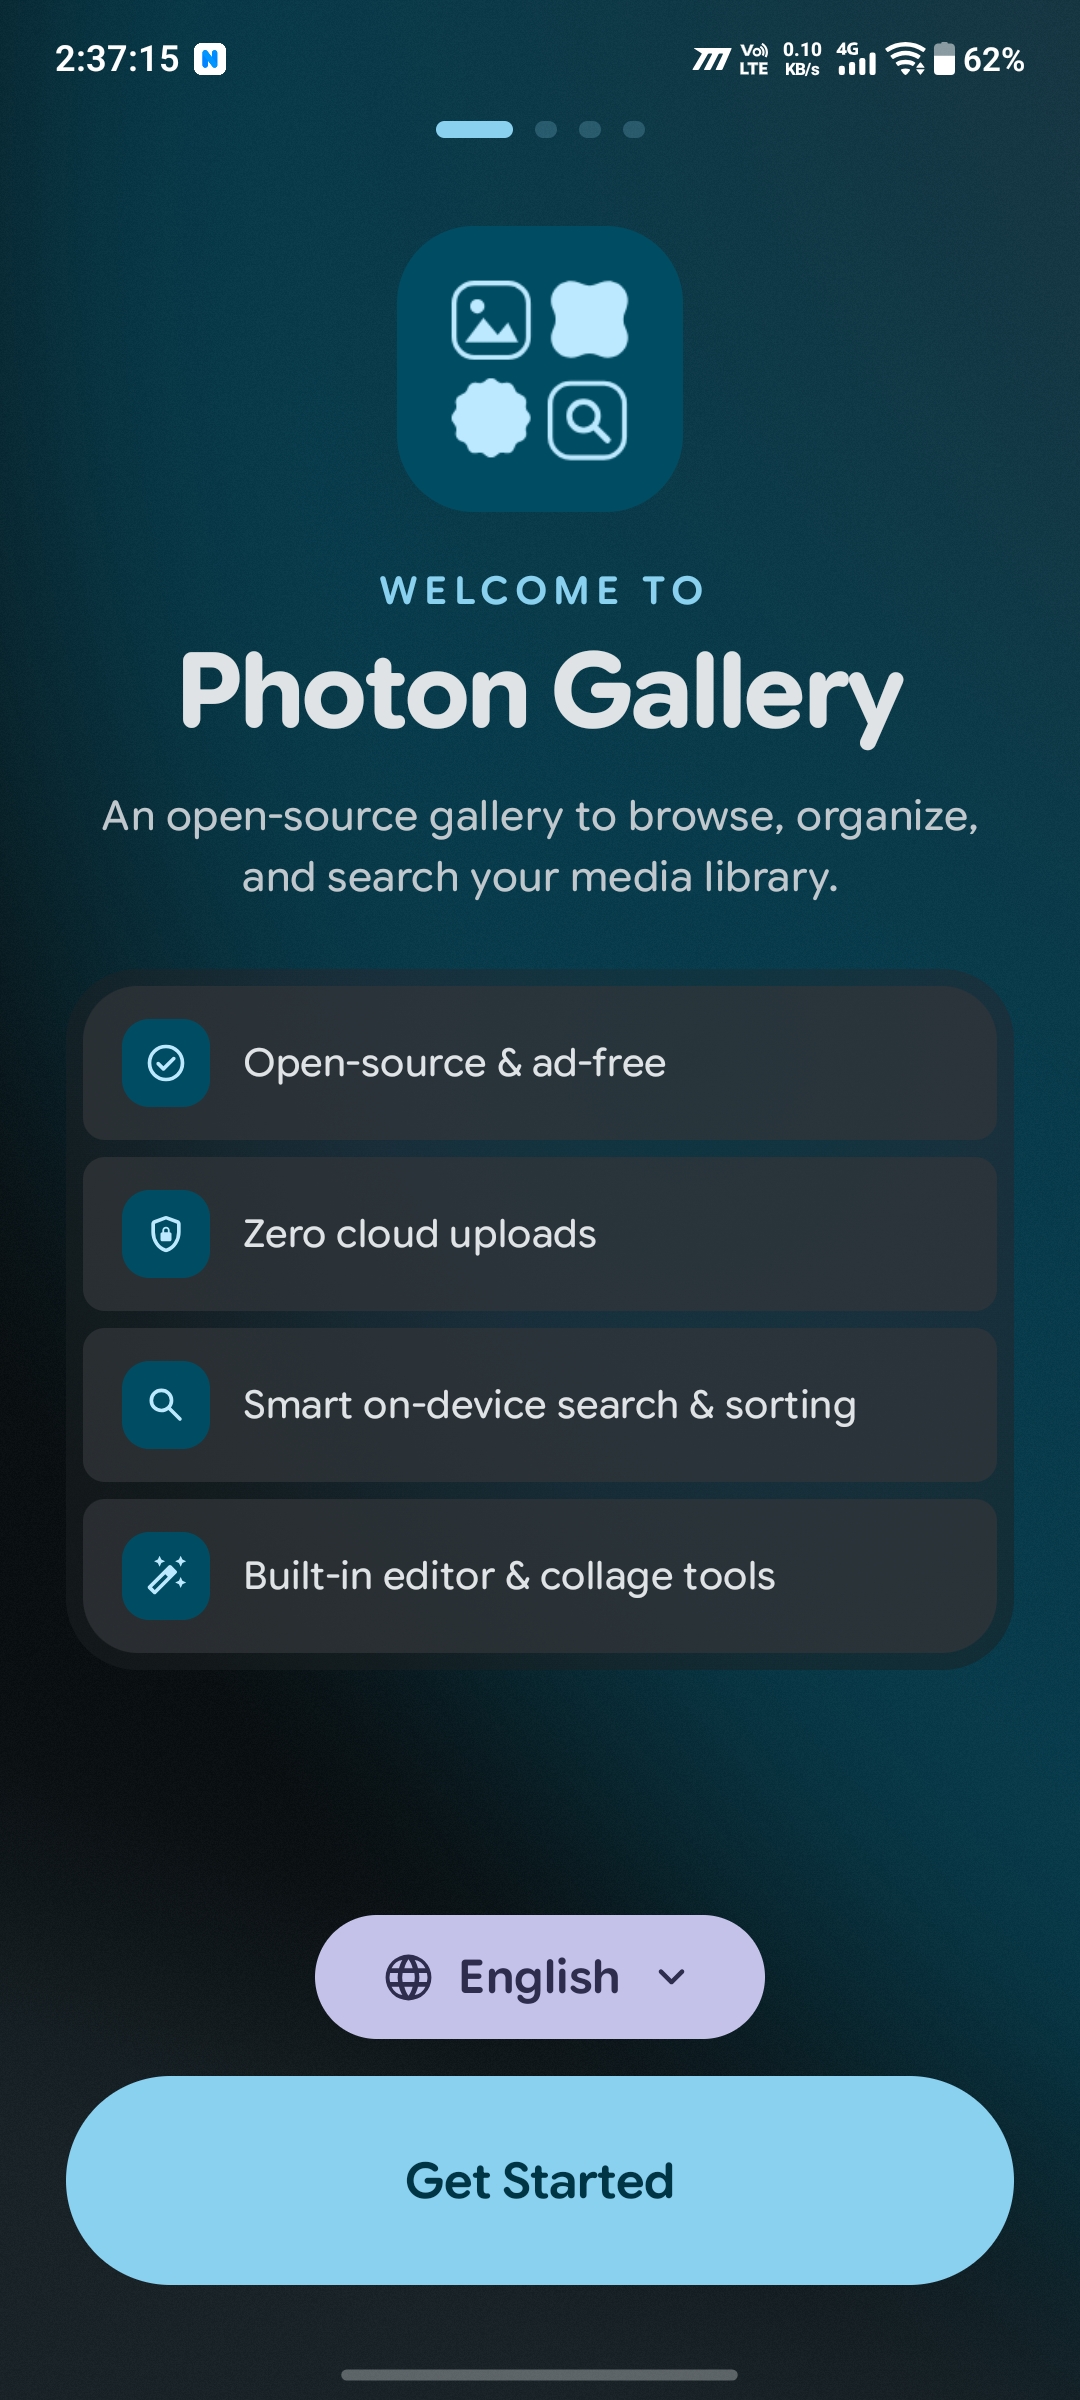 2:37:15
Vo LTE
0.10 KB/s
4G
62%
WELCOME TO
Photon Gallery
An open-source gallery to browse, organize,
and search your media library.
Open-source & ad-free
Zero cloud uploads
Smart on-device search & sorting
Built-in editor & collage tools
English
Get Started